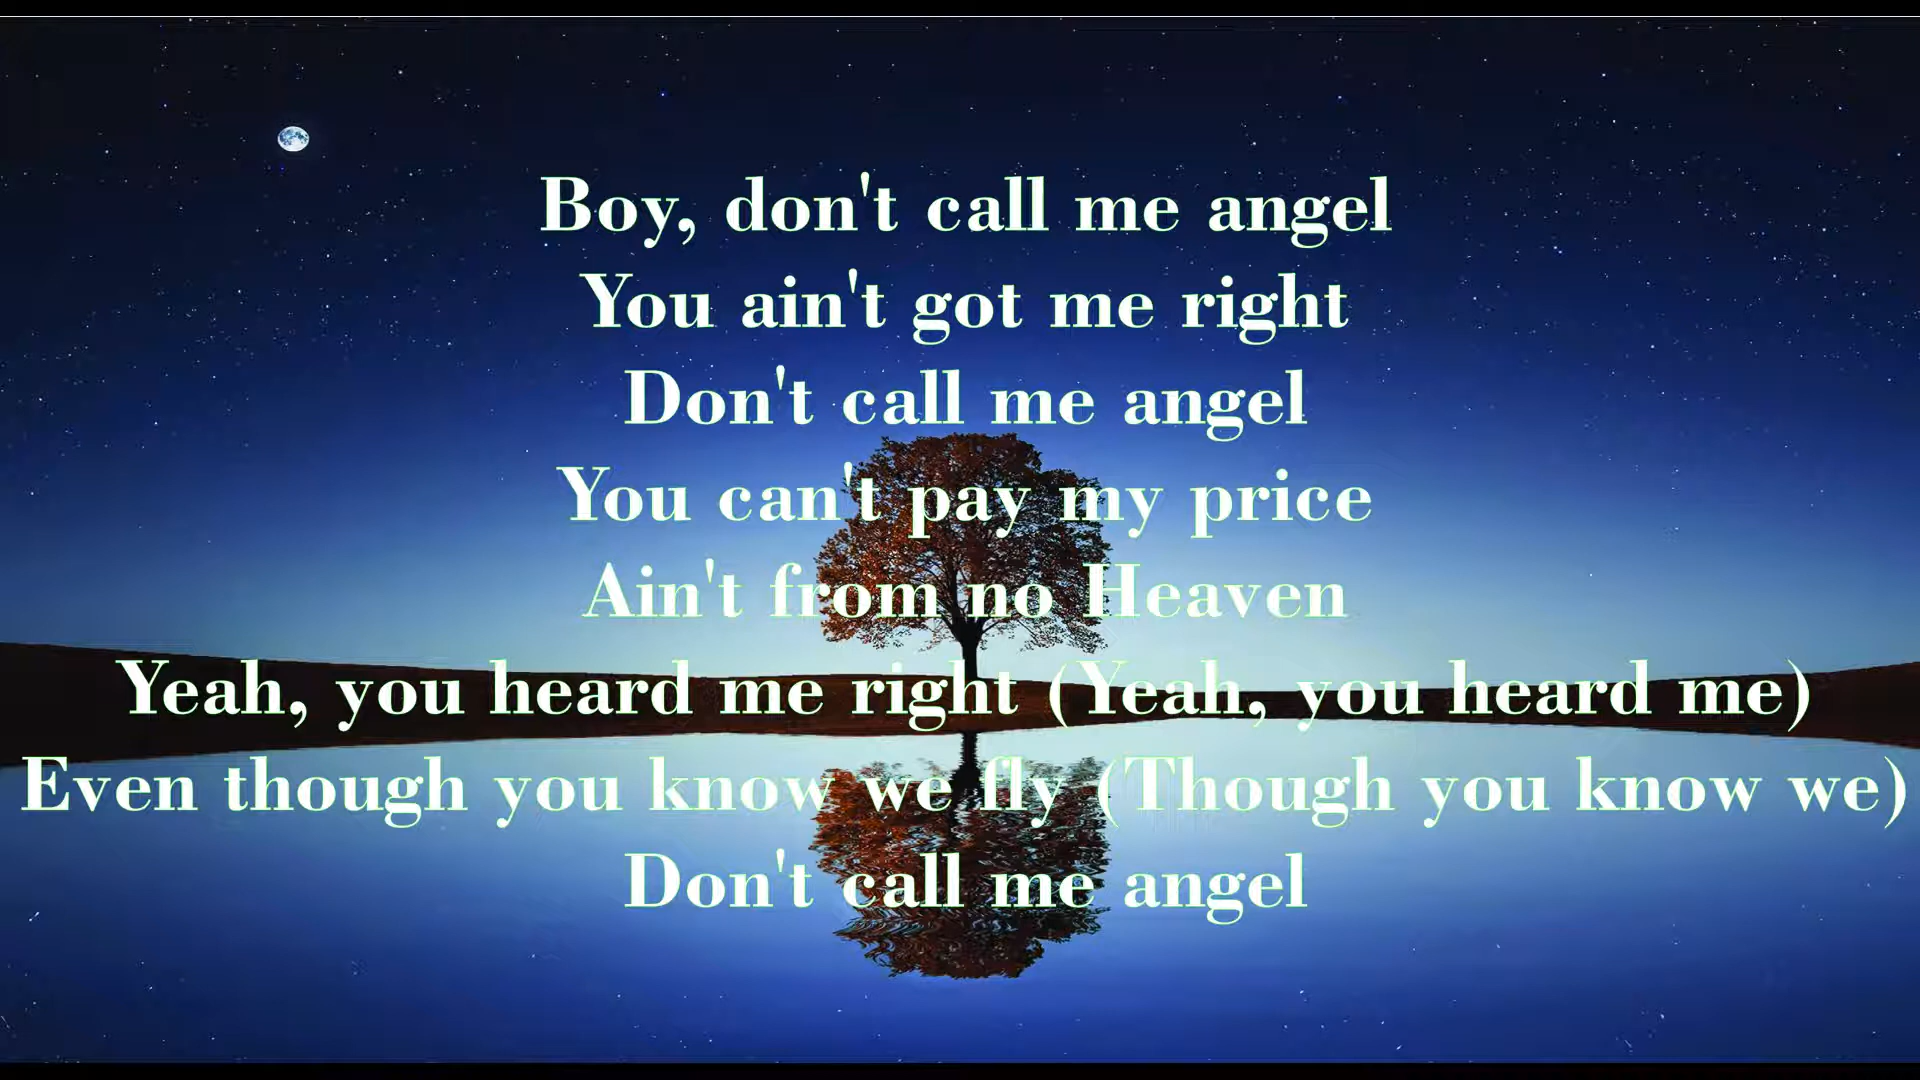 Boy, don't call me angel
You ain't got me right
Don't call me angel
You can't pay my price
Ain't from no Heaven
Yeah, you heard me right (Yeah, you heard me)
Even though you know we fly (Though you know we)
Don't call me angel